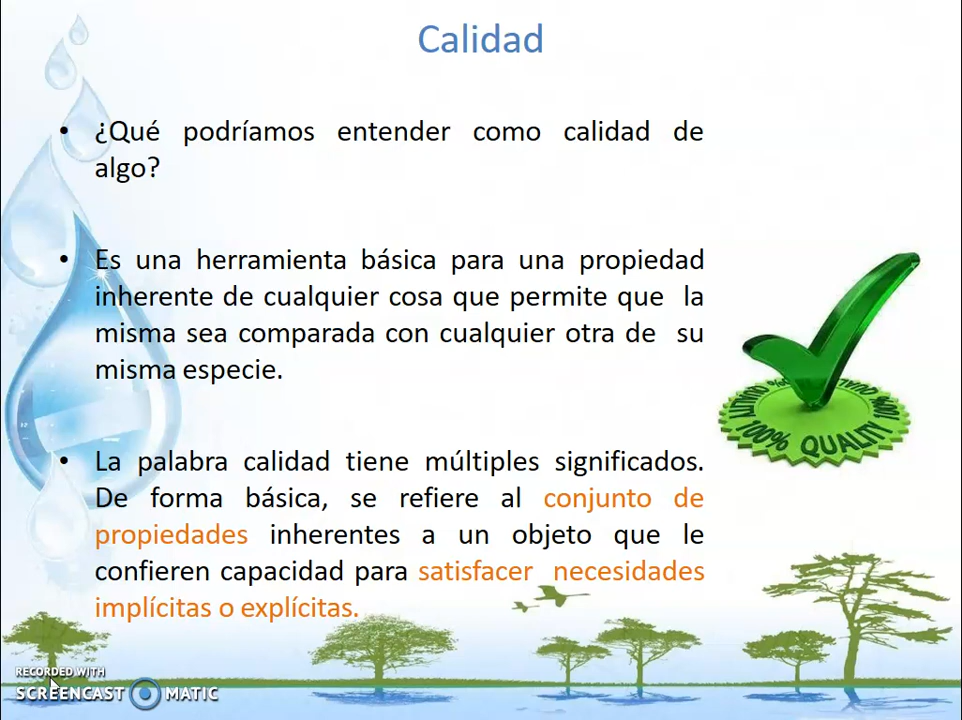 Calidad
• ¿Qué podríamos entender como calidad de
algo?
• Es una herramienta básica para una propiedad
inherente de cualquier cosa que permite que la
misma sea comparada con cualquier otra de su
misma especie.
• La palabra calidad tiene múltiples significados.
De forma básica, se refiere al conjunto de
propiedades inherentes a un objeto que le
confieren capacidad para satisfacer necesidades
implícitas o explícitas.
100% QUALITY 100% QUALITY
RECORDED WITH
SCREENCAST MATIC